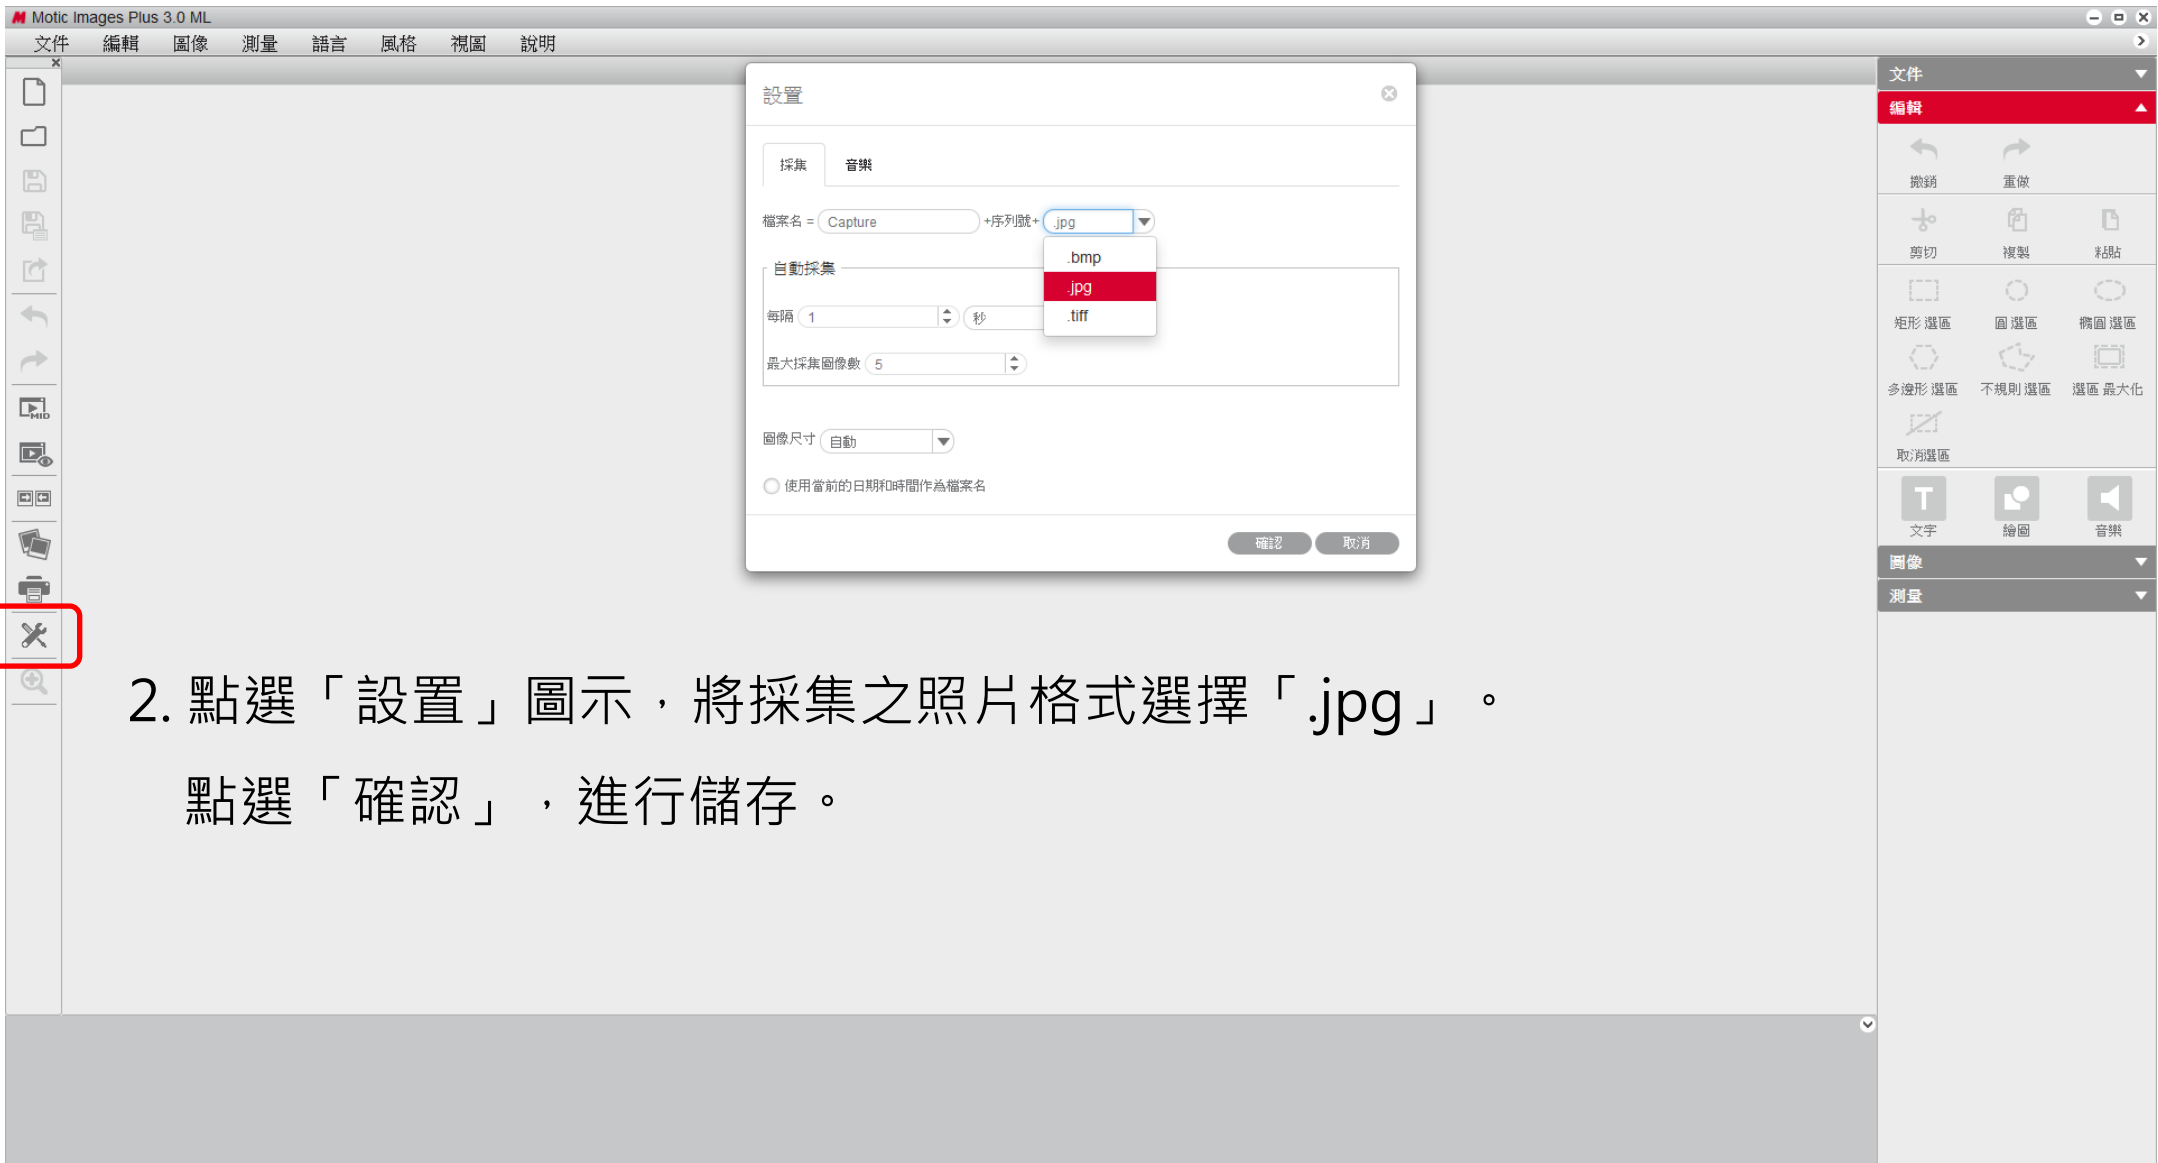 Motic Images Plus 3.0 ML
文件 編輯 圖像 測量 語言 風格 視圖 說明
設置
採集 音樂
檔案名 = Capture +序列號+ .jpg
.bmp
.jpg
.tiff
自動採集
每隔 1 秒
最大採集圖像數 5
圖像尺寸 自動
使用當前的日期和時間作為檔案名
確認 取消
MID
2. 點選「設置」圖示，將採集之照片格式選擇「.jpg」。
點選「確認」，進行儲存。
文件
編輯
撤銷 重做
剪切 複製 粘貼
矩形 選區 圓 選區 橢圓 選區
多邊形 選區 不規則 選區 選區 最大化
取消選區
T
文字 繪圖 音樂
圖像
測量